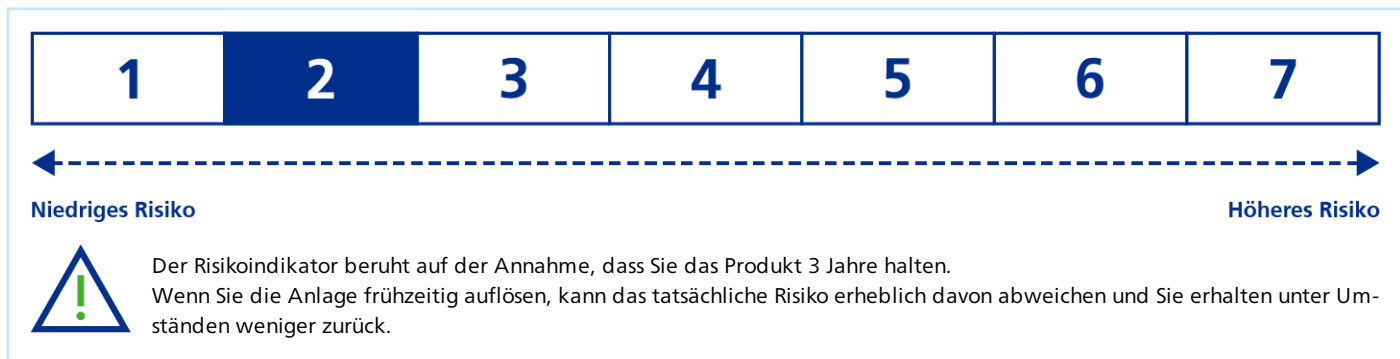 1 2 3 4 5 6 7
Niedriges Risiko Höheres Risiko
Der Risikoindikator beruht auf der Annahme, dass Sie das Produkt 3 Jahre halten.
Wenn Sie die Anlage frühzeitig auflösen, kann das tatsächliche Risiko erheblich davon abweichen und Sie erhalten unter Um-
ständen weniger zurück.